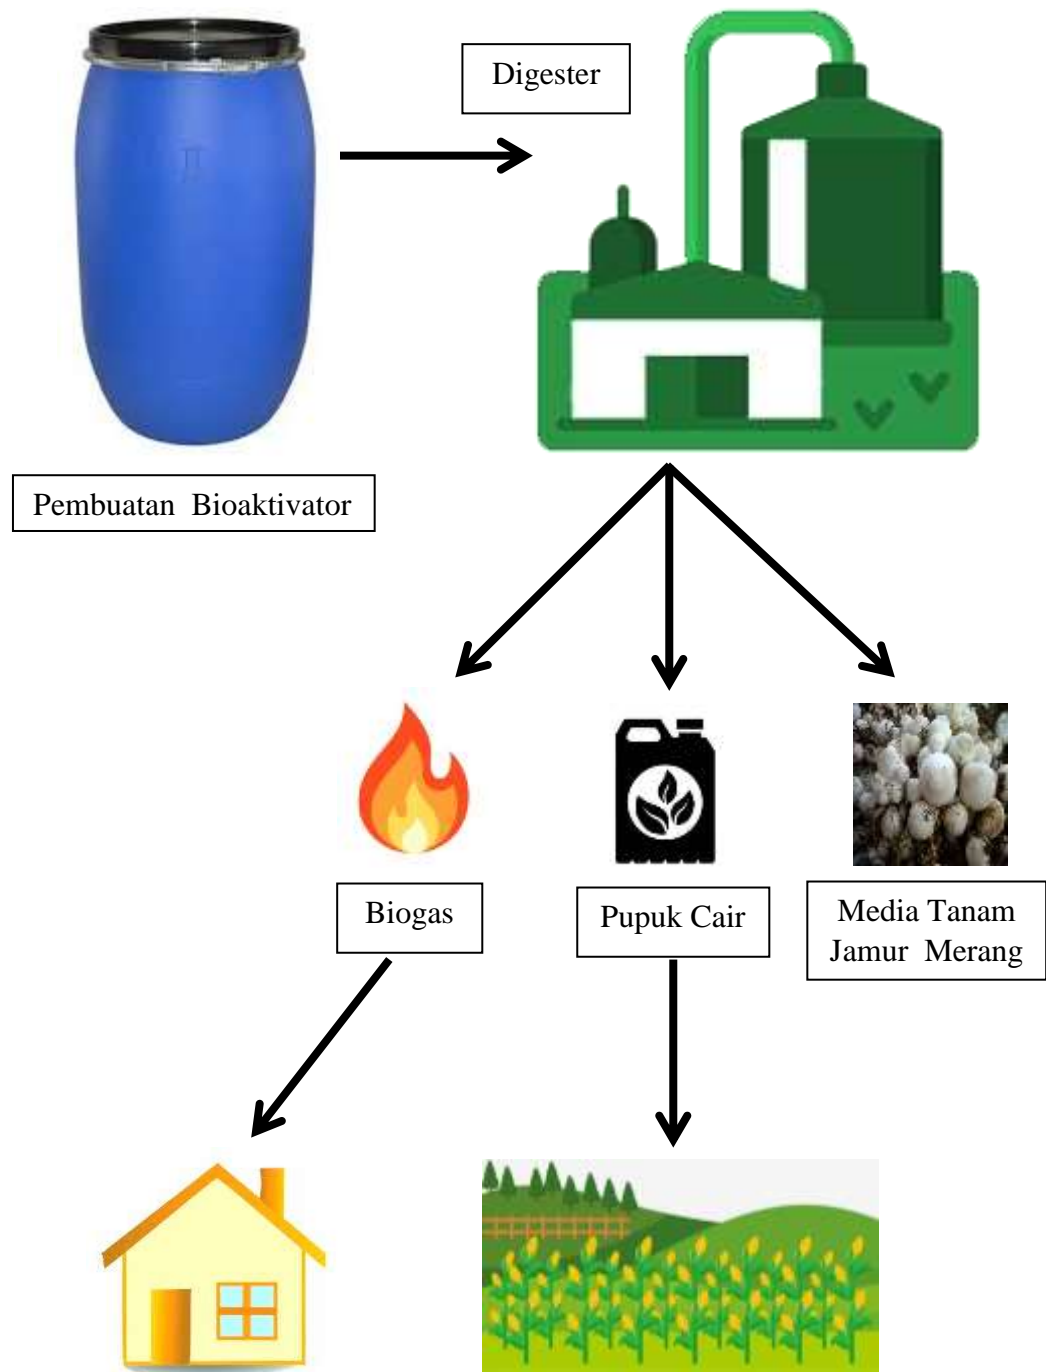 Digester
Pembuatan Bioaktivator
Biogas
Pupuk Cair
Media Tanam
Jamur Merang